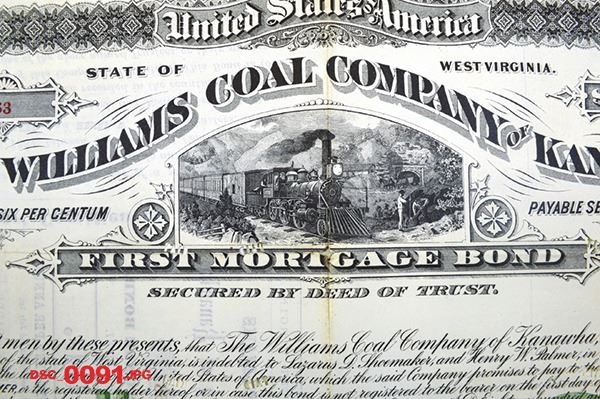 United States of America
STATE OF WEST VIRGINIA.
WILLIAMS COAL COMPANY OF KAN
SIX PER CENTUM PAYABLE SE
FIRST MORTGAGE BOND
SECURED BY DEED OF TRUST.
men by these presents, that The Williams Coal Company of Kanawha,
of the state of West Virginia, is indebted to Lazarus D. Shoemaker, and Henry W. Palmer, in
United States of America, which the said Company promises to pay to
MER, or the registered holder hereof, or in case this bond is not registered to the bearer on the first day of
DSC_0091.JPG